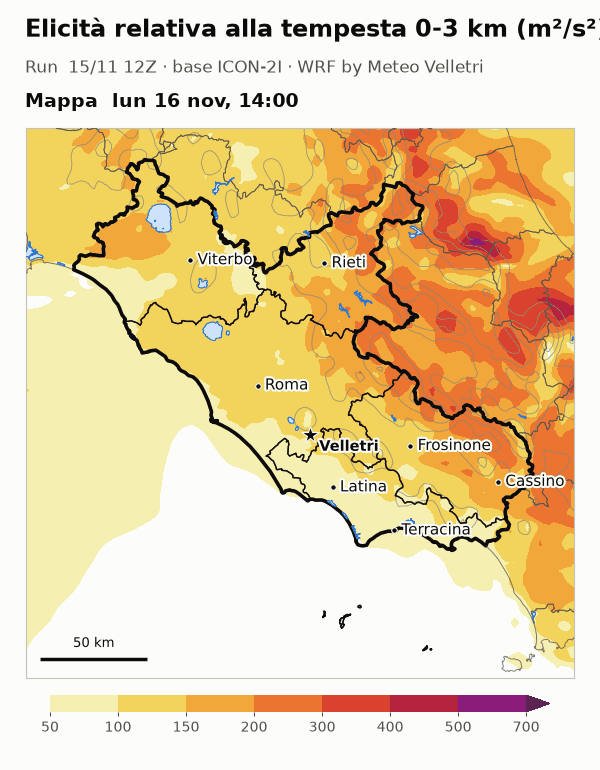 Elicità relativa alla tempesta 0-3 km (m²/s²)
Run 15/11 12Z · base ICON-2I · WRF by Meteo Velletri
Mappa lun 16 nov, 14:00
Viterbo
Rieti
Roma
Velletri
Frosinone
Latina
Cassino
Terracina
50 km
50 100 150 200 300 400 500 700